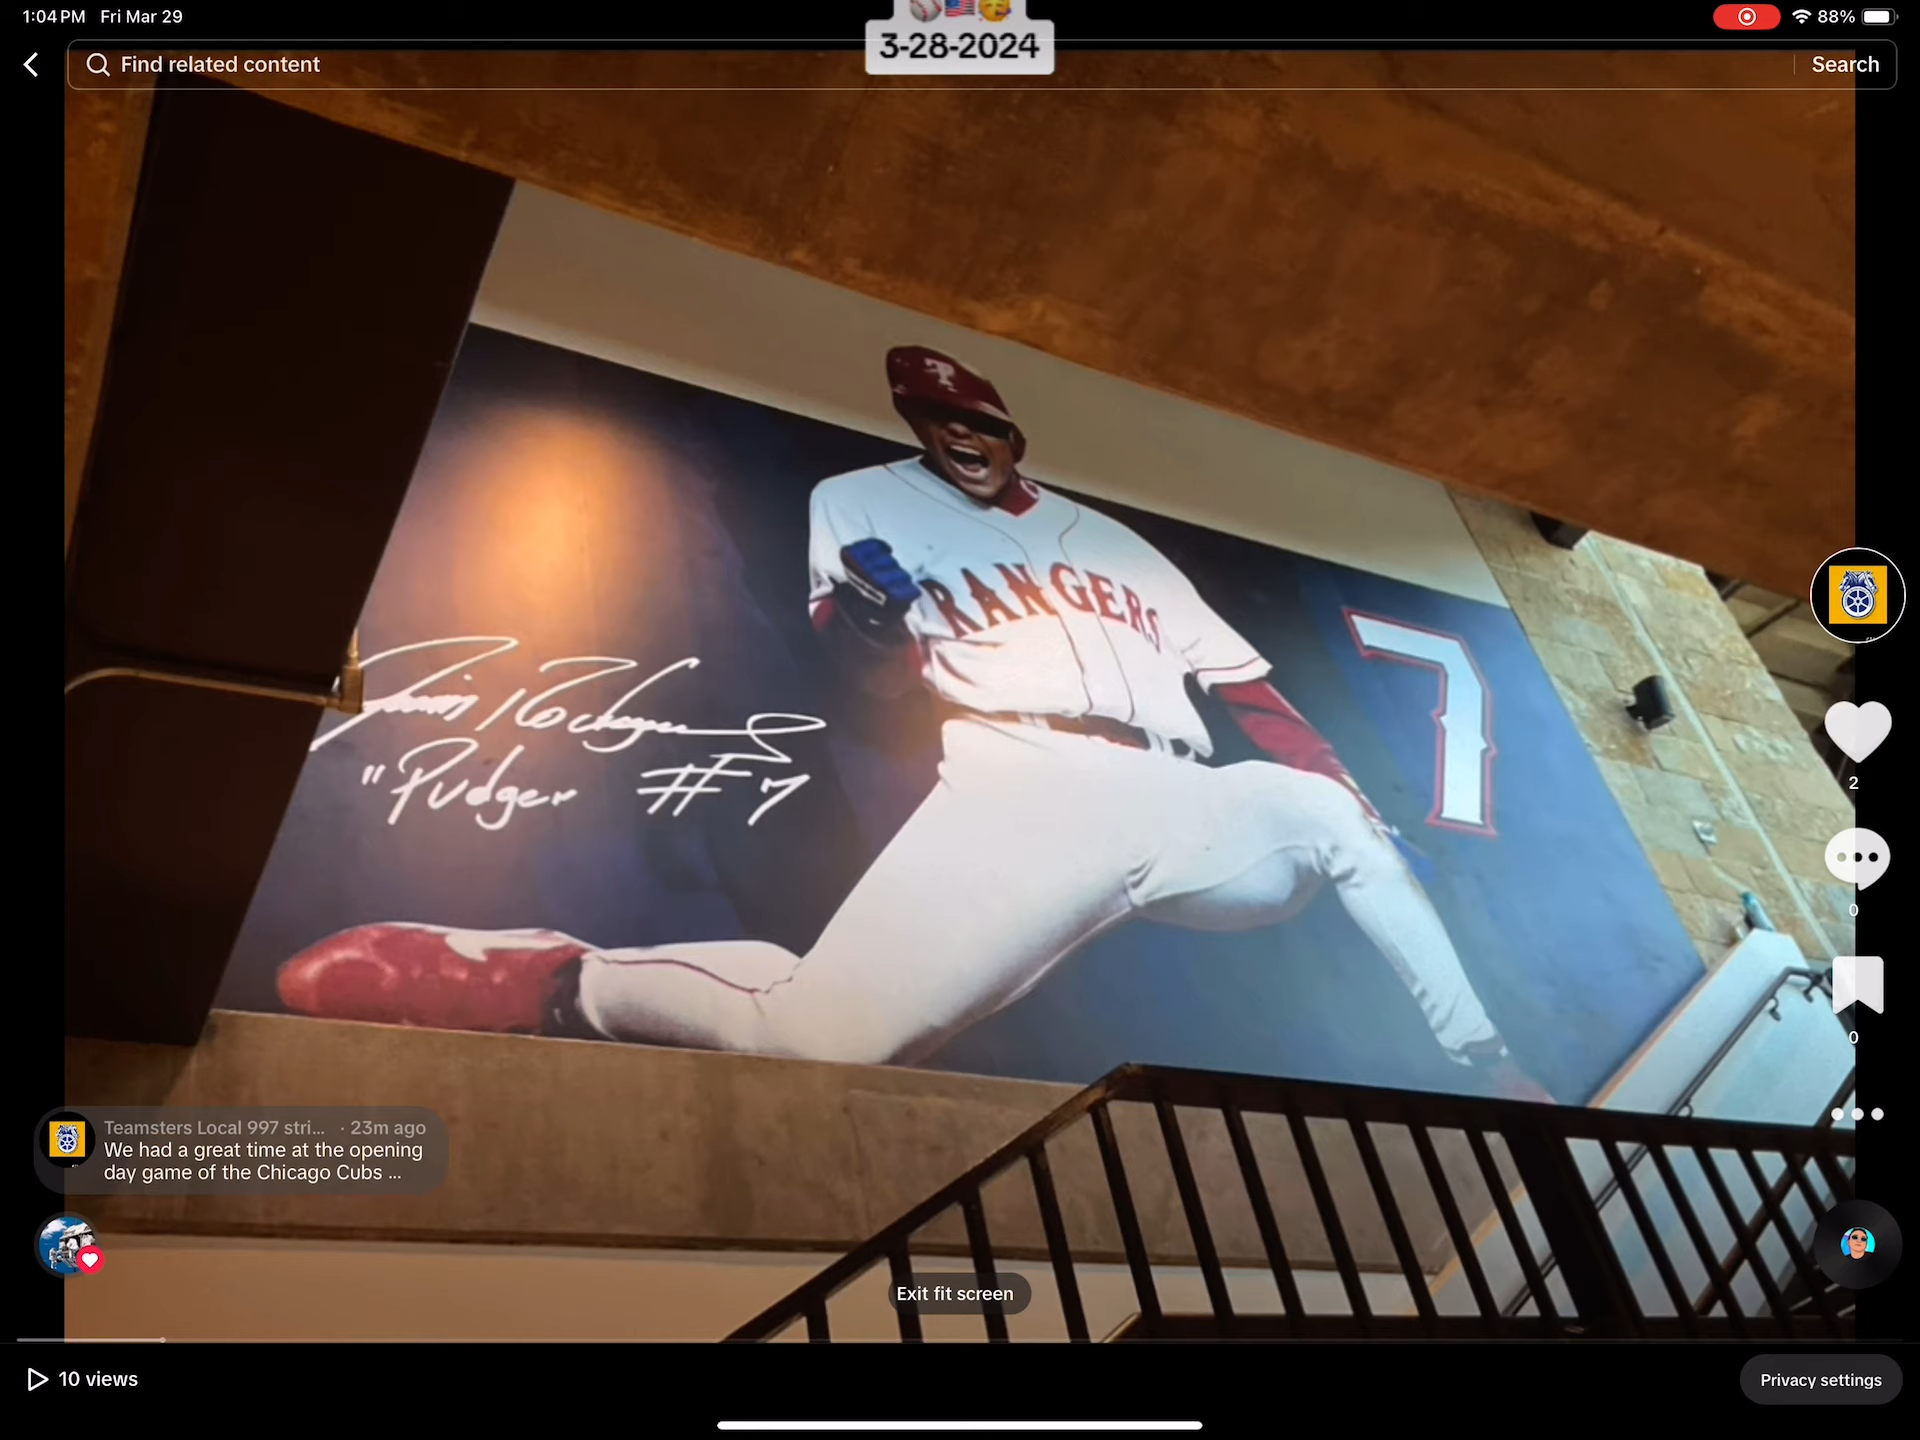 1:04 PM Fri Mar 29
88%
3-28-2024
Find related content
Search
T
RANGERS
7
"Pudge" #7
2
0
0
Teamsters Local 997 stri... · 23m ago
We had a great time at the opening
day game of the Chicago Cubs ...
Exit fit screen
10 views
Privacy settings